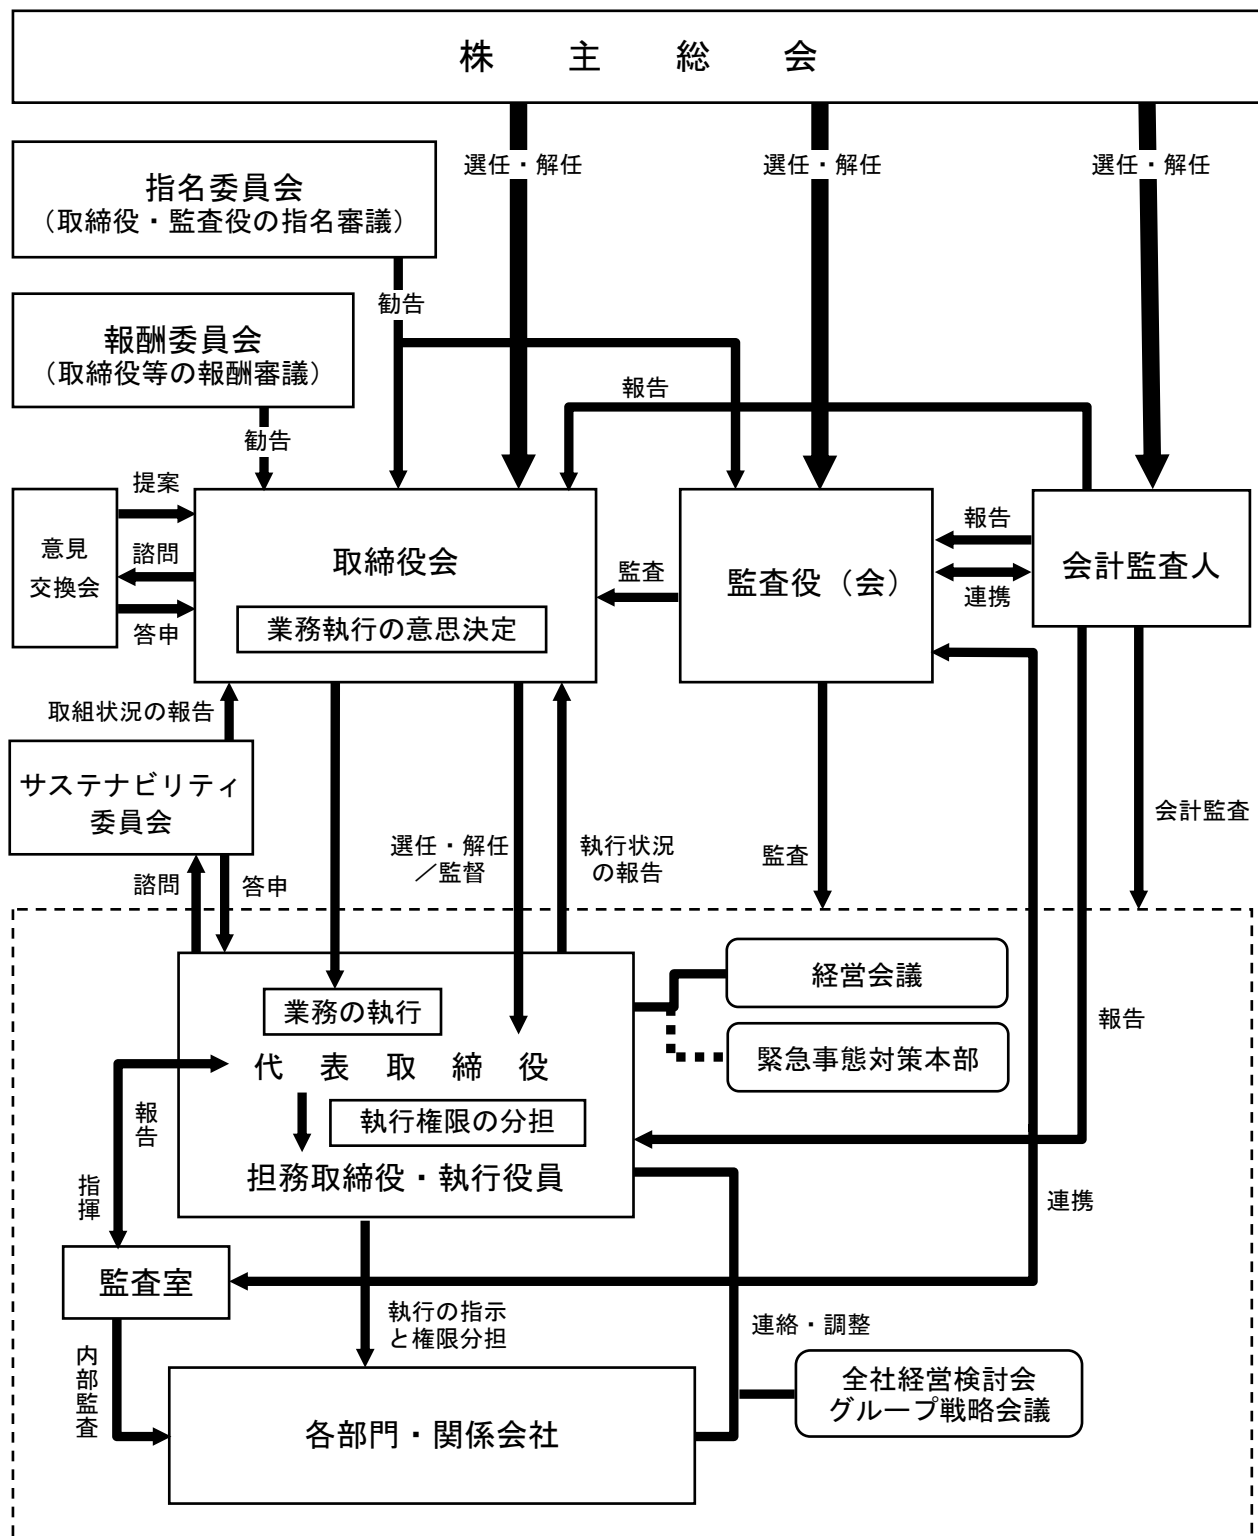 株主総会
選任・解任
選任・解任
選任・解任
指名委員会
（取締役・監査役の指名審議）
勧告
報酬委員会
（取締役等の報酬審議）
勧告
報告
提案
意見
交換会
諮問
答申
取締役会
業務執行の意思決定
監査
監査役（会）
報告
連携
会計監査人
取組状況の報告
サステナビリティ
委員会
諮問
答申
選任・解任
／監督
執行状況
の報告
監査
会計監査
業務の執行
代表取締役
執行権限の分担
担務取締役・執行役員
経営会議
緊急事態対策本部
報告
報告
指揮
連携
監査室
執行の指示
と権限分担
連絡・調整
内部監査
各部門・関係会社
全社経営検討会
グループ戦略会議